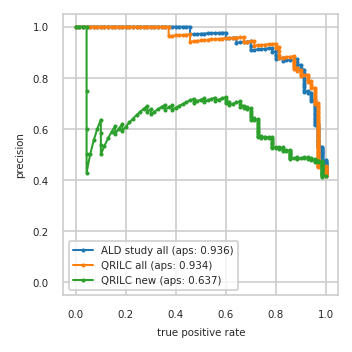 1.0
0.8
0.6
0.4
0.2
0.0
precision
ALD study all (aps: 0.936)
QRILC all (aps: 0.934)
QRILC new (aps: 0.637)
0.0 0.2 0.4 0.6 0.8 1.0
true positive rate